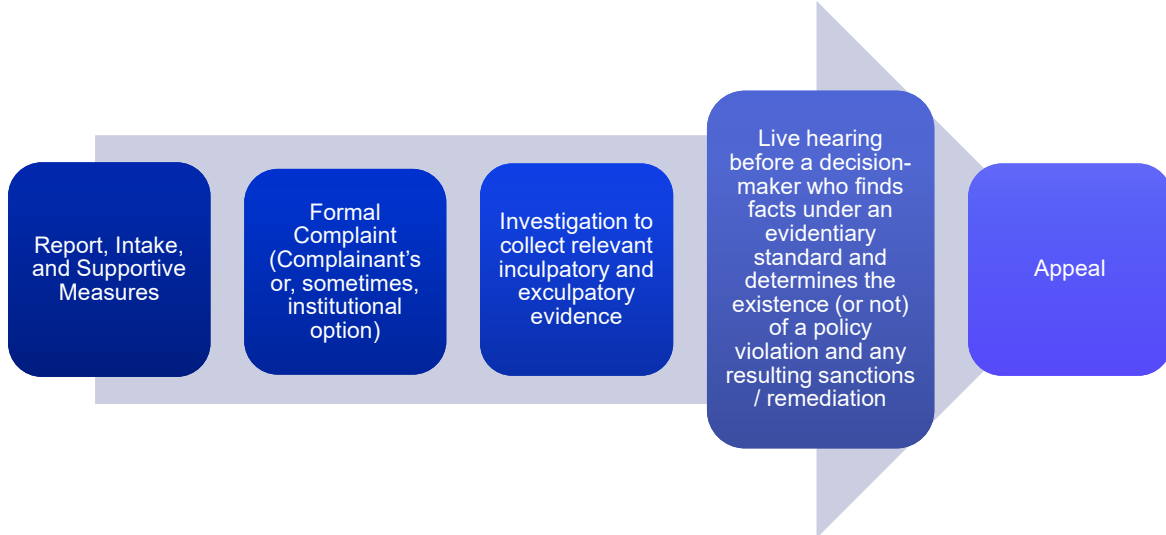 Report, Intake,
and Supportive
Measures
Formal
Complaint
(Complainant’s
or, sometimes,
institutional
option)
Investigation to
collect relevant
inculpatory and
exculpatory
evidence
Live hearing
before a decision-
maker who finds
facts under an
evidentiary
standard and
determines the
existence (or not)
of a policy
violation and any
resulting sanctions
/ remediation
Appeal